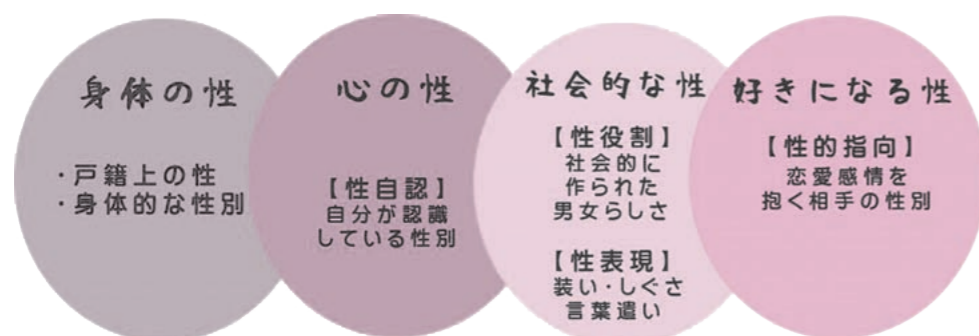 身体の性
・戸籍上の性
・身体的な性別
心の性
【性自認】
自分が認識
している性別
社会的な性
【性役割】
社会的に
作られた
男女らしさ
【性表現】
装い・しぐさ
言葉遣い
好きになる性
【性的指向】
恋愛感情を
抱く相手の性別